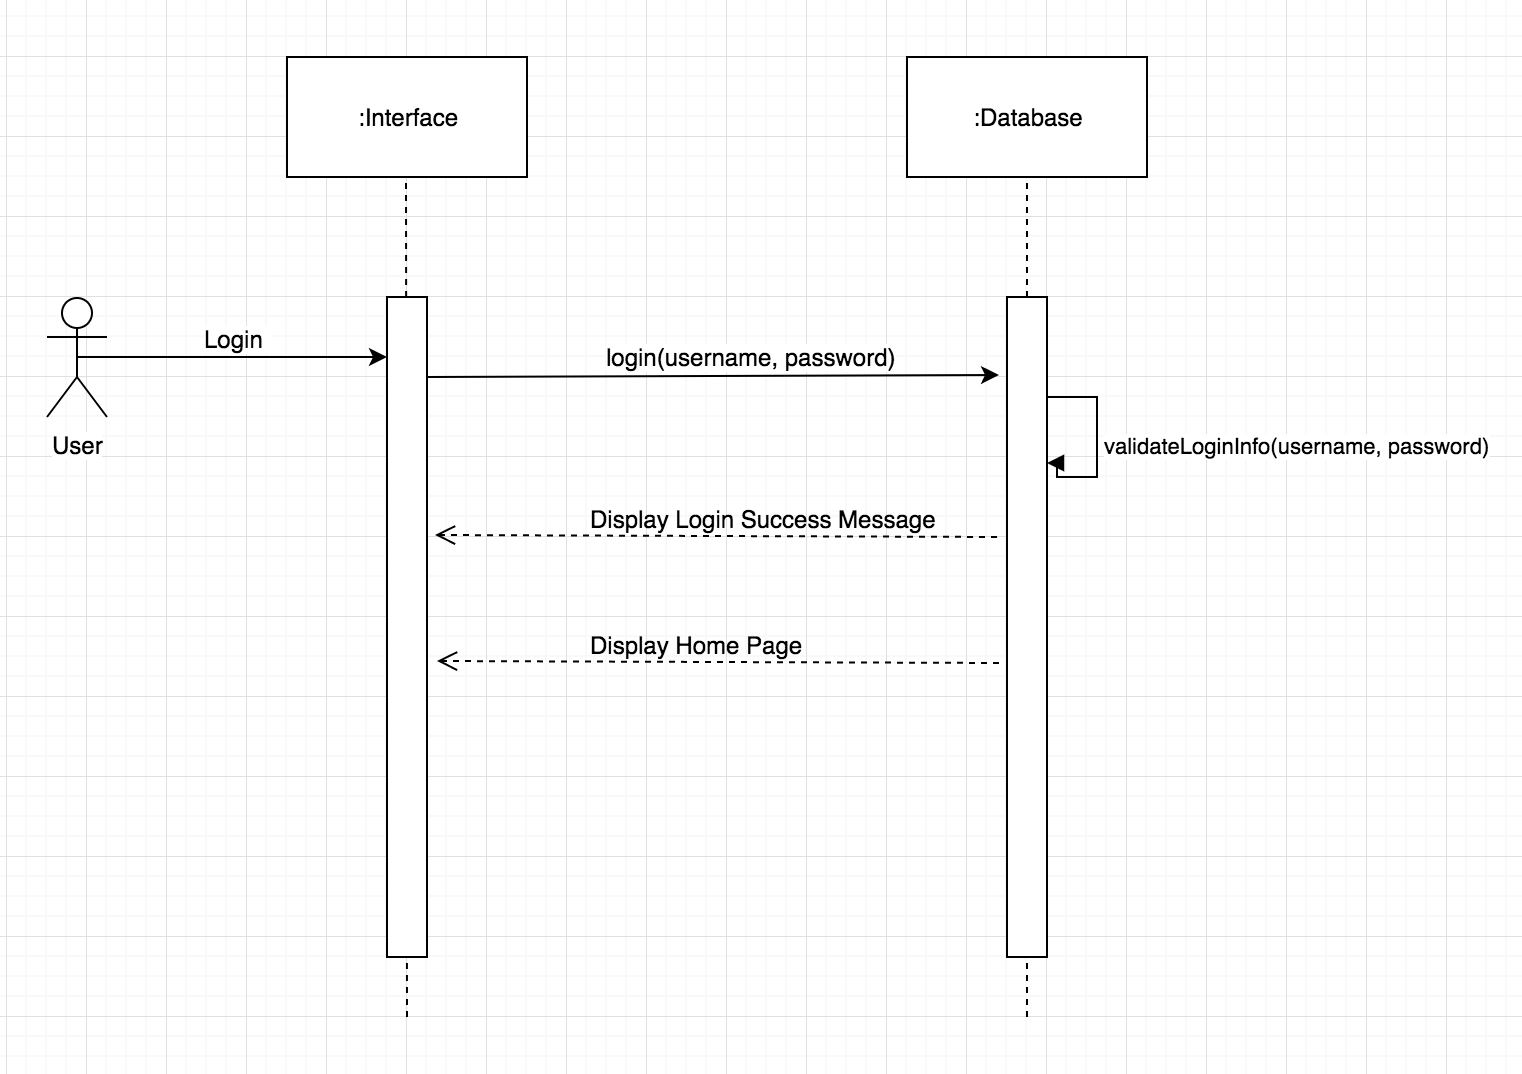 :Interface
:Database
Login
login(username, password)
User
validateLoginInfo(username, password)
Display Login Success Message
Display Home Page